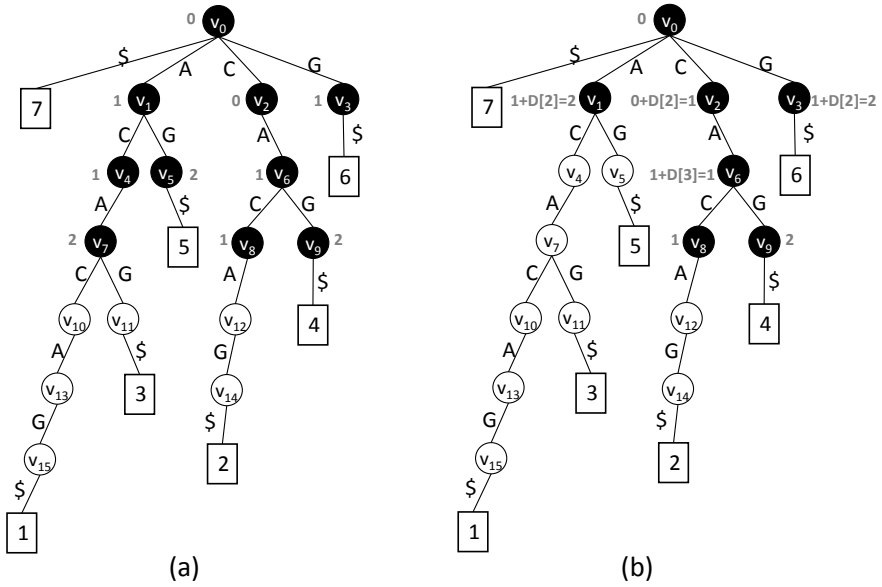 0 v0 0 v0
$ A C G $ A C G
7 1 v1 0 v2 1 v3 7 1+D[2]=2 v1 0+D[2]=1 v2 v3 1+D[2]=2
C G A $ C G A $
1 v4 v5 2 1 v6 6 v4 v5 1+D[3]=1 v6 6
A $ C G A $ C G
2 v7 5 1 v8 v9 2 v7 5 1 v8 v9 2
C G A $ C G A $
v10 v11 v12 4 v10 v11 v12 4
A $ G A $ G
v13 3 v14 v13 3 v14
G $ G $
v15 2 v15 2
$ $
1 1
(a) (b)